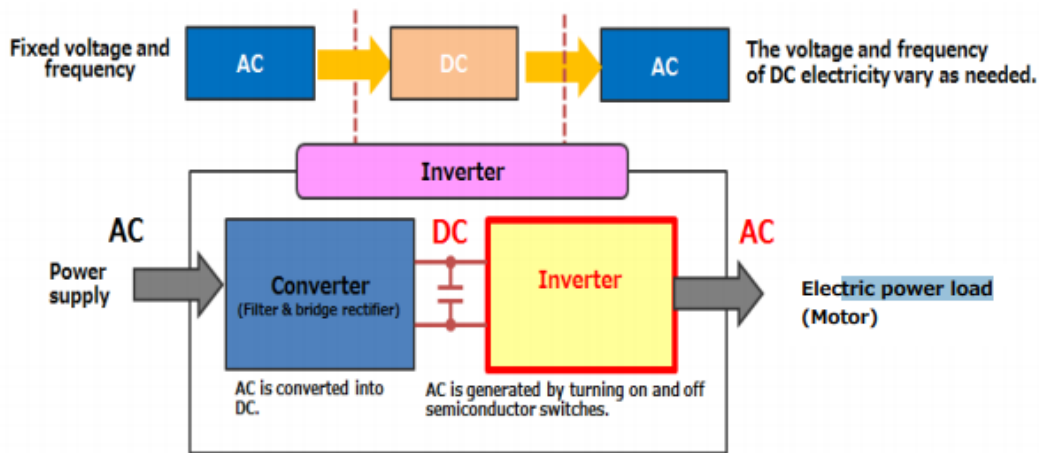 Fixed voltage and
frequency
AC
DC
AC
The voltage and frequency
of DC electricity vary as needed.
Inverter
AC
Power
supply
Converter
(Filter & bridge rectifier)
DC
Inverter
AC
Electric power load
(Motor)
AC is converted into
DC.
AC is generated by turning on and off
semiconductor switches.